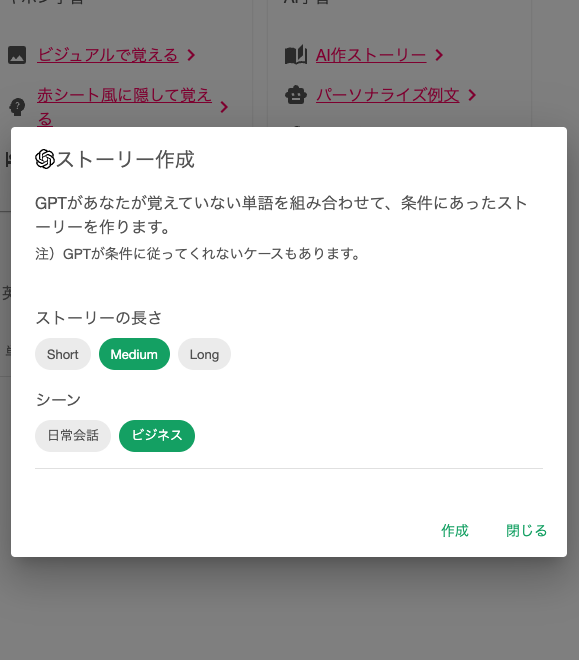 ビジュアルで覚える
AI作ストーリー
赤シート風に隠して覚え
る
パーソナライズ例文
ストーリー作成
GPTがあなたが覚えていない単語を組み合わせて、条件にあったスト
ーリーを作ります。
注）GPTが条件に従ってくれないケースもあります。
ストーリーの長さ
Short
Medium
Long
シーン
日常会話
ビジネス
作成
閉じる